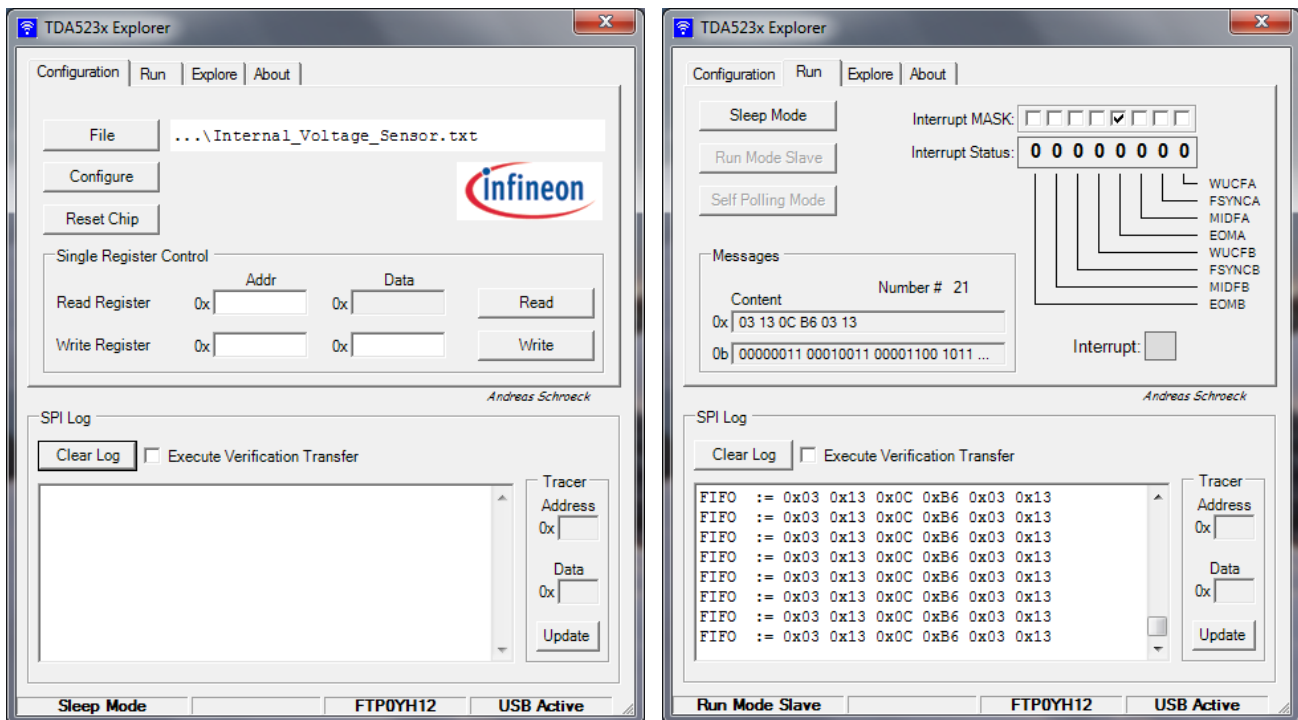 TDA523x Explorer
Configuration Run Explore About
File ...\Internal_Voltage_Sensor.txt
Configure
infineon
Reset Chip
Single Register Control
Addr Data
Read Register 0x 0x Read
Write Register 0x 0x Write
Andreas Schroeck
SPI Log
Clear Log Execute Verification Transfer
Tracer
Address
0x
Data
0x
Update
Sleep Mode FTP0YH12 USB Active
TDA523x Explorer
Configuration Run Explore About
Sleep Mode Interrupt MASK:
Run Mode Slave Interrupt Status: 0 0 0 0 0 0 0 0
Self Polling Mode
WUCFA
FSYNCA
MIDFA
EOMA
WUCFB
FSYNCB
MIDFB
EOMB
Messages
Number # 21
Content
0x 03 13 0C B6 03 13
0b 00000011 00010011 00001100 1011 ...
Interrupt:
Andreas Schroeck
SPI Log
Clear Log Execute Verification Transfer
FIFO := 0x03 0x13 0x0C 0xB6 0x03 0x13
FIFO := 0x03 0x13 0x0C 0xB6 0x03 0x13
FIFO := 0x03 0x13 0x0C 0xB6 0x03 0x13
FIFO := 0x03 0x13 0x0C 0xB6 0x03 0x13
FIFO := 0x03 0x13 0x0C 0xB6 0x03 0x13
FIFO := 0x03 0x13 0x0C 0xB6 0x03 0x13
FIFO := 0x03 0x13 0x0C 0xB6 0x03 0x13
FIFO := 0x03 0x13 0x0C 0xB6 0x03 0x13
Tracer
Address
0x
Data
0x
Update
Run Mode Slave FTP0YH12 USB Active